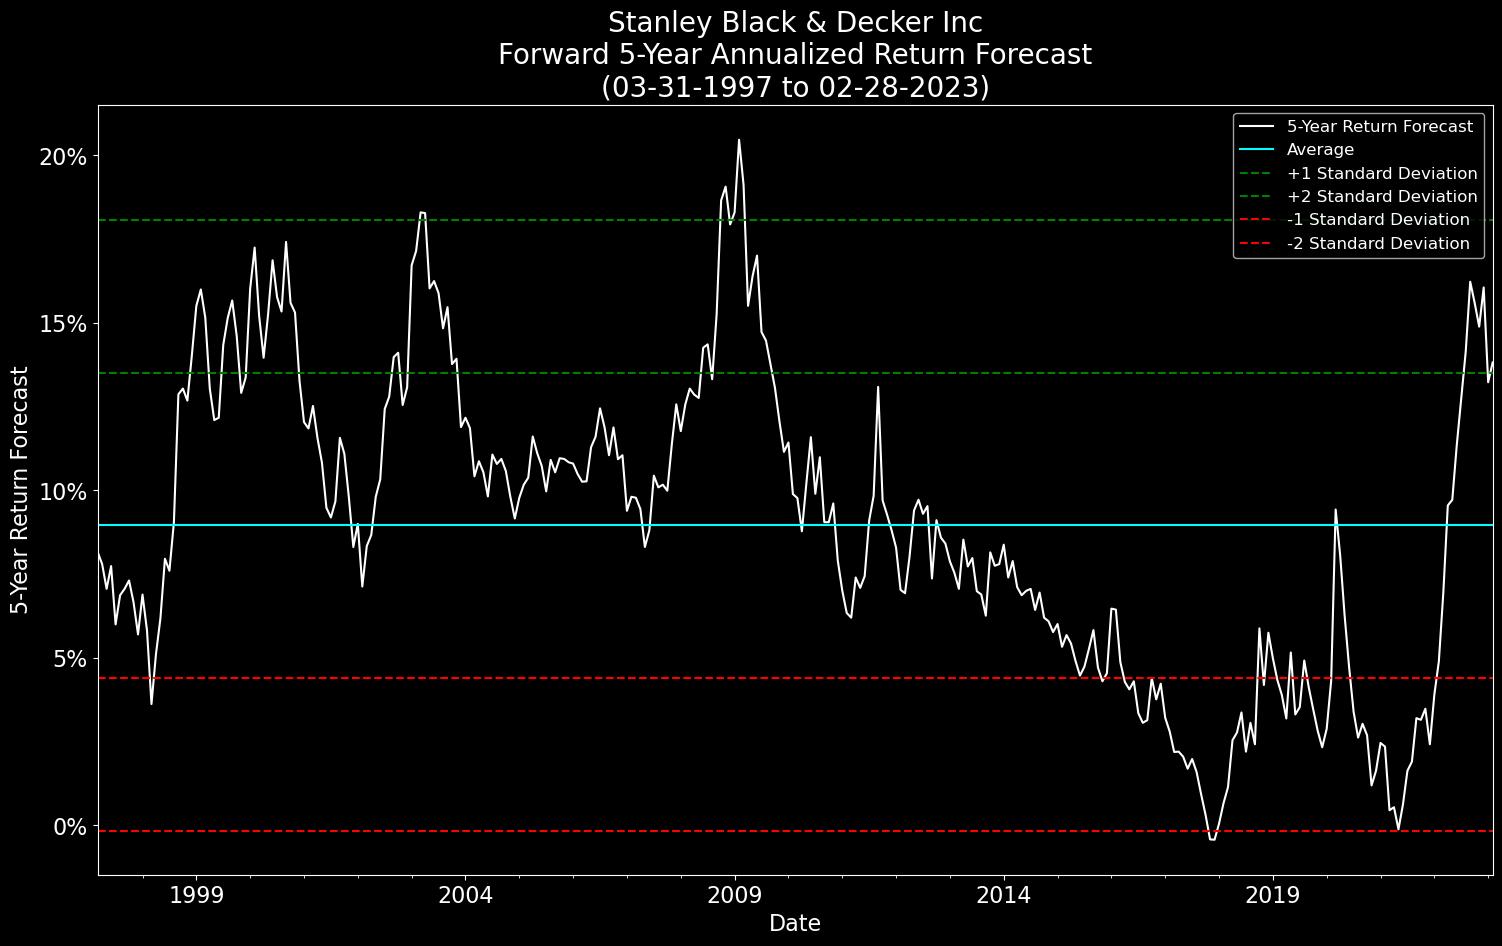 Stanley Black & Decker Inc
Forward 5-Year Annualized Return Forecast
(03-31-1997 to 02-28-2023)
5-Year Return Forecast
Average
+1 Standard Deviation
+2 Standard Deviation
-1 Standard Deviation
-2 Standard Deviation
20%
15%
10%
5%
0%
5-Year Return Forecast
1999
2004
2009
2014
2019
Date